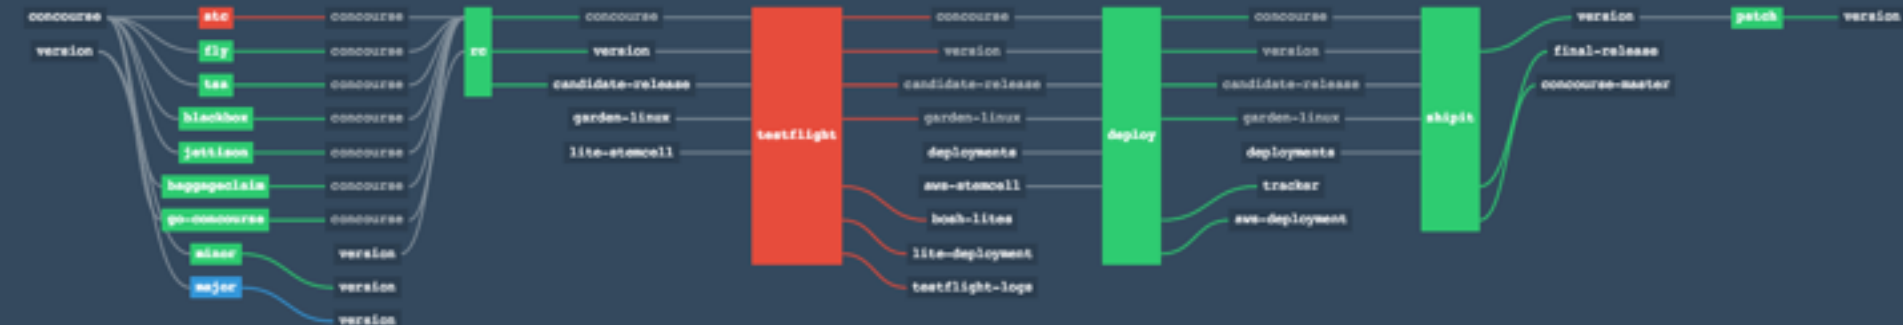 concourse atc concourse concourse concourse concourse version patch version
version fly concourse rc version version version final-release
tsa concourse candidate-release candidate-release candidate-release concourse-master
blackbox concourse garden-linux garden-linux garden-linux shipit
testflight deploy
jettison concourse lite-stemcell deployments deployments
baggageclaim concourse aws-stemcell tracker
go-concourse concourse bosh-lites aws-deployment
minor version lite-deployment
major version testflight-logs
version